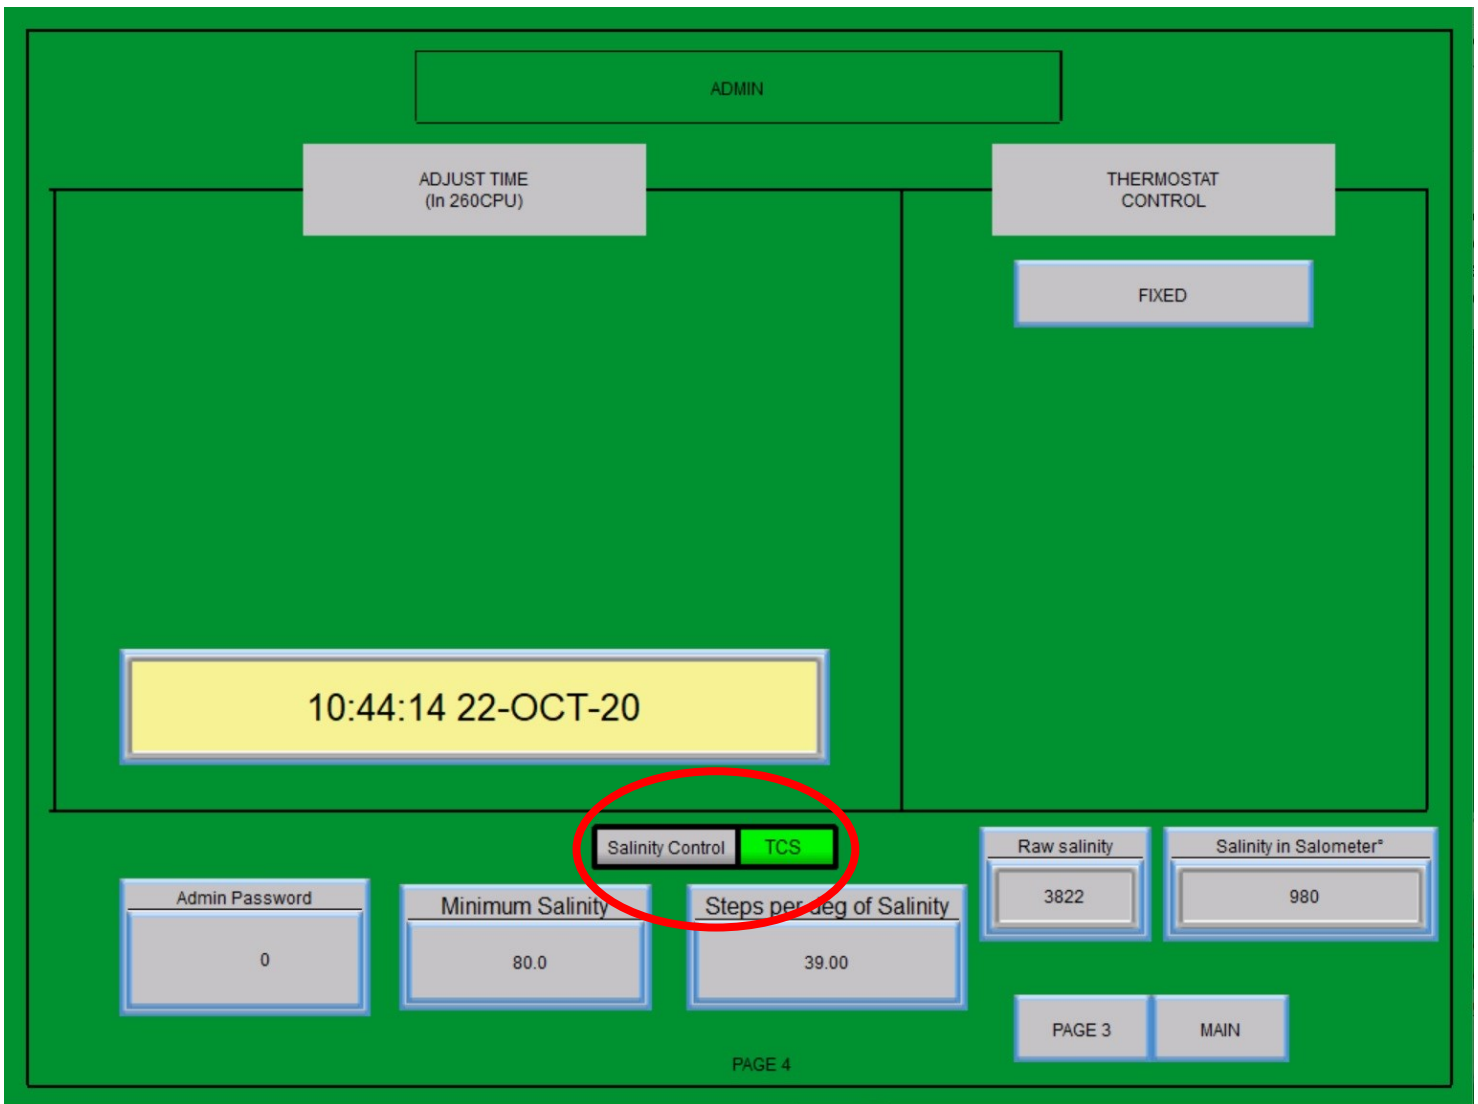 ADMIN
ADJUST TIME
(In 260CPU)
THERMOSTAT
CONTROL
FIXED
10:44:14 22-OCT-20
Salinity Control TCS
Raw salinity
3822
Salinity in Salometer°
980
Admin Password
0
Minimum Salinity
80.0
Steps per deg of Salinity
39.00
PAGE 3
MAIN
PAGE 4